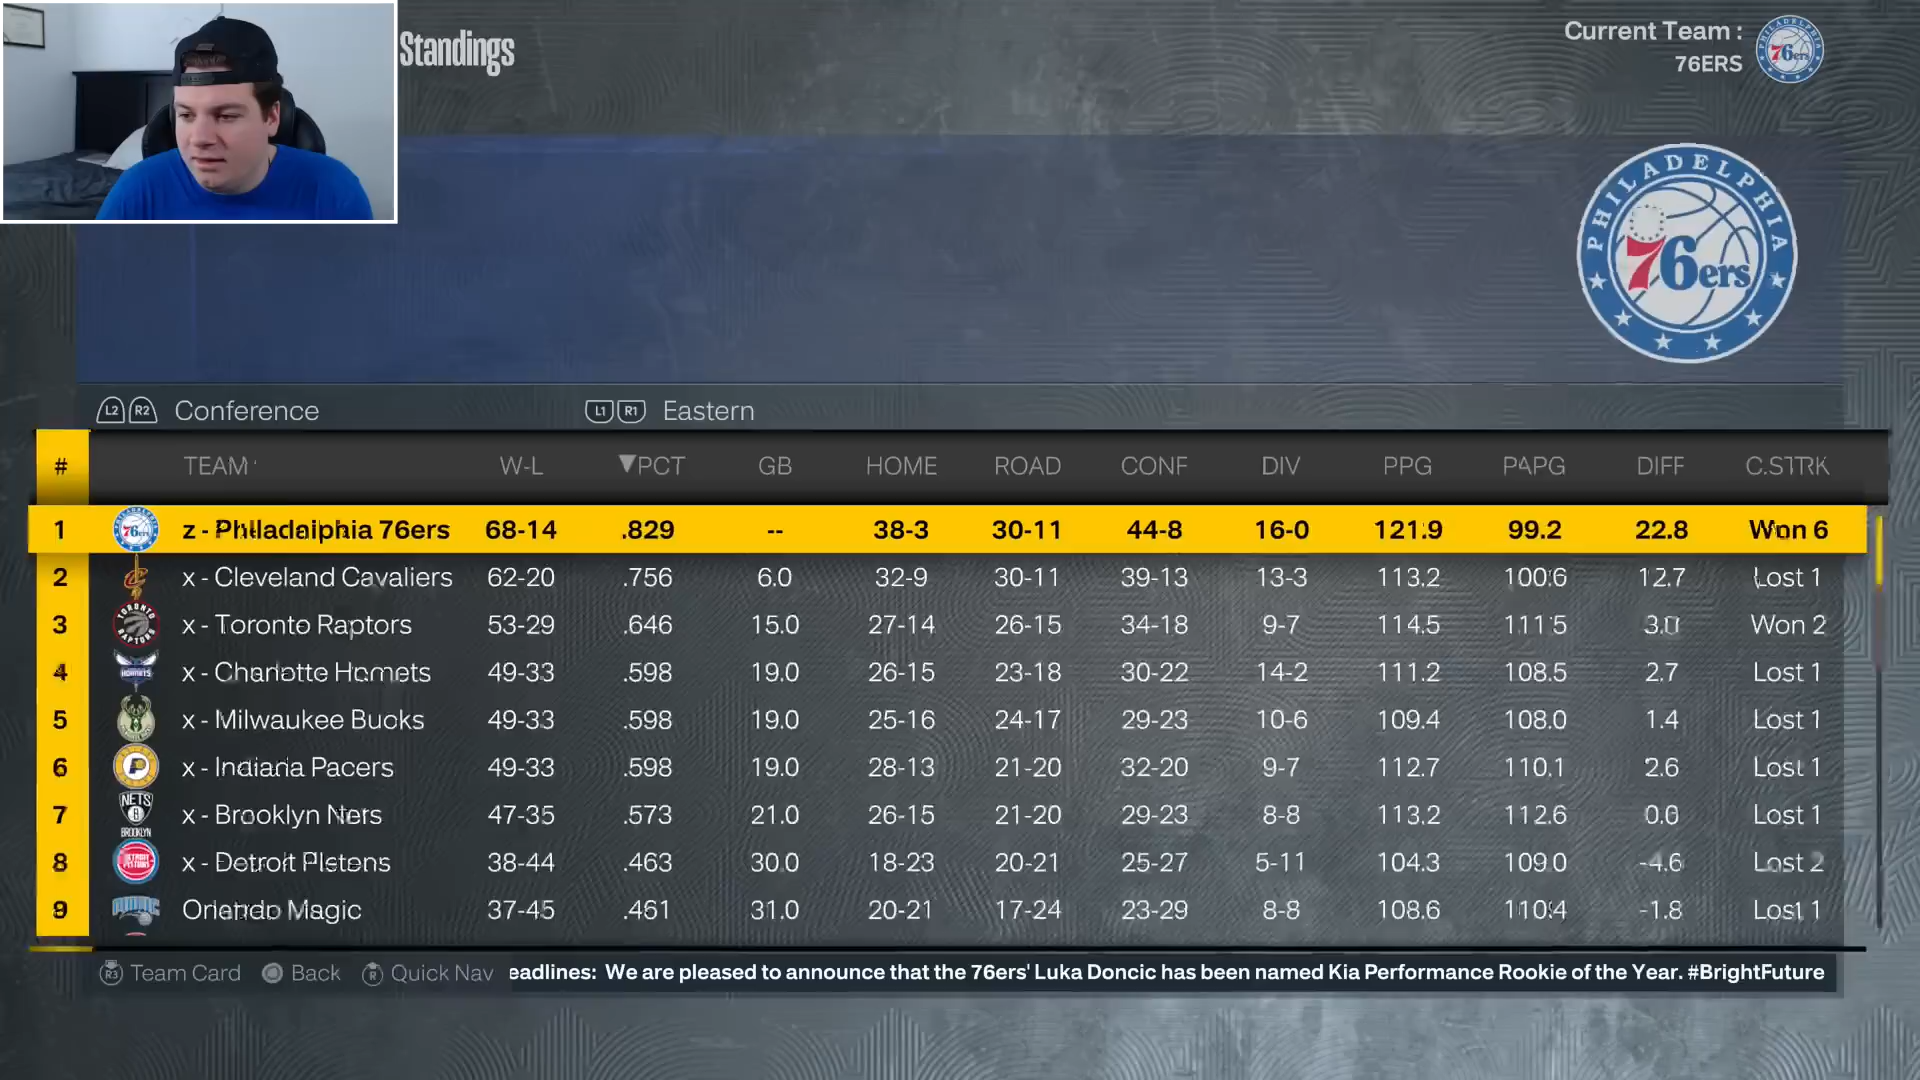 Standings
Current Team :
76ERS
PHILADELPHIA
76ers
L2 R2 Conference L1 R1 Eastern
# TEAM W-L ▼PCT GB HOME ROAD CONF DIV PPG PAPG DIFF C.STRK
1 z - Philadelphia 76ers 68-14 .829 -- 38-3 30-11 44-8 16-0 121.9 99.2 22.8 Won 6
2 x - Cleveland Cavaliers 62-20 .756 6.0 32-9 30-11 39-13 13-3 113.2 100.6 12.7 Lost 1
3 x - Toronto Raptors 53-29 .646 15.0 27-14 26-15 34-18 9-7 114.5 111.5 3.0 Won 2
4 x - Charlotte Hornets 49-33 .598 19.0 26-15 23-18 30-22 14-2 111.2 108.5 2.7 Lost 1
5 x - Milwaukee Bucks 49-33 .598 19.0 25-16 24-17 29-23 10-6 109.4 108.0 1.4 Lost 1
6 x - Indiana Pacers 49-33 .598 19.0 28-13 21-20 32-20 9-7 112.7 110.1 2.6 Lost 1
7 x - Brooklyn Nets 47-35 .573 21.0 26-15 21-20 29-23 8-8 113.2 112.6 Lost 1
8 x - Detroit Pistons 38-44 .463 30.0 18-23 20-21 25-27 5-11 104.3 109.0 -4.6 Lost 2
9 Orlando Magic 37-45 .451 31.0 20-21 17-24 23-29 8-8 108.6 110.4 -1.8 Lost 1
R3 Team Card Back R Quick Nav eadlines: We are pleased to announce that the 76ers' Luka Doncic has been named Kia Performance Rookie of the Year. #BrightFuture